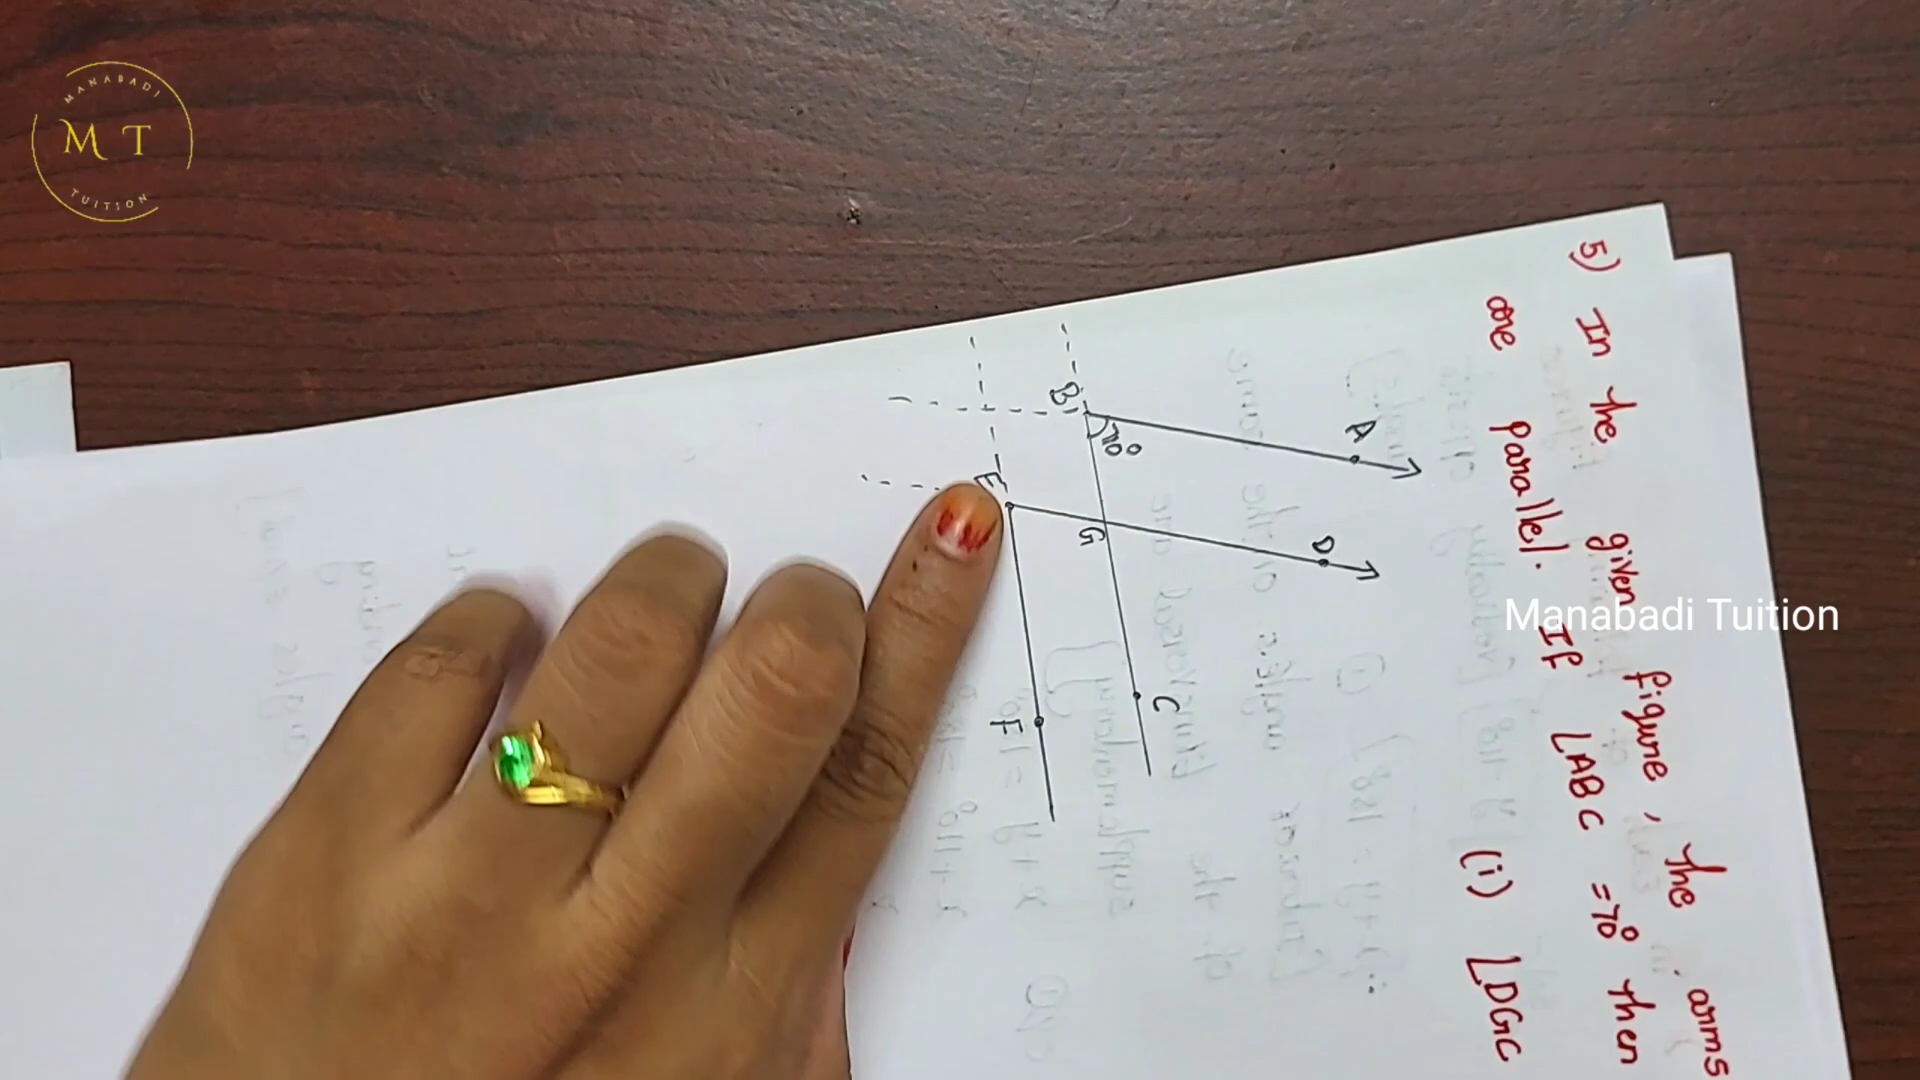 MANABADI
M T
TUITION
5) In the given figure, the arms
are parallel. If ∠ABC = 70° then
(i) ∠DGC
Manabadi Tuition
A
B
70°
D
E
G
C
F